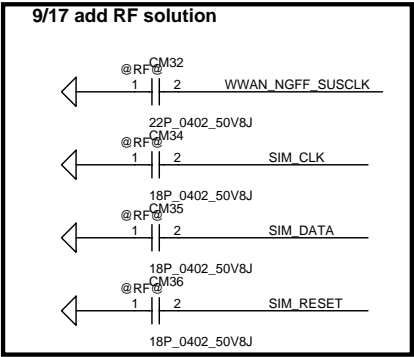 9/17 add RF solution
CM32
@RF@
1 2 WWAN_NGFF_SUSCLK
22P_0402_50V8J
CM34
@RF@
1 2 SIM_CLK
18P_0402_50V8J
CM35
@RF@
1 2 SIM_DATA
18P_0402_50V8J
CM36
@RF@
1 2 SIM_RESET
18P_0402_50V8J